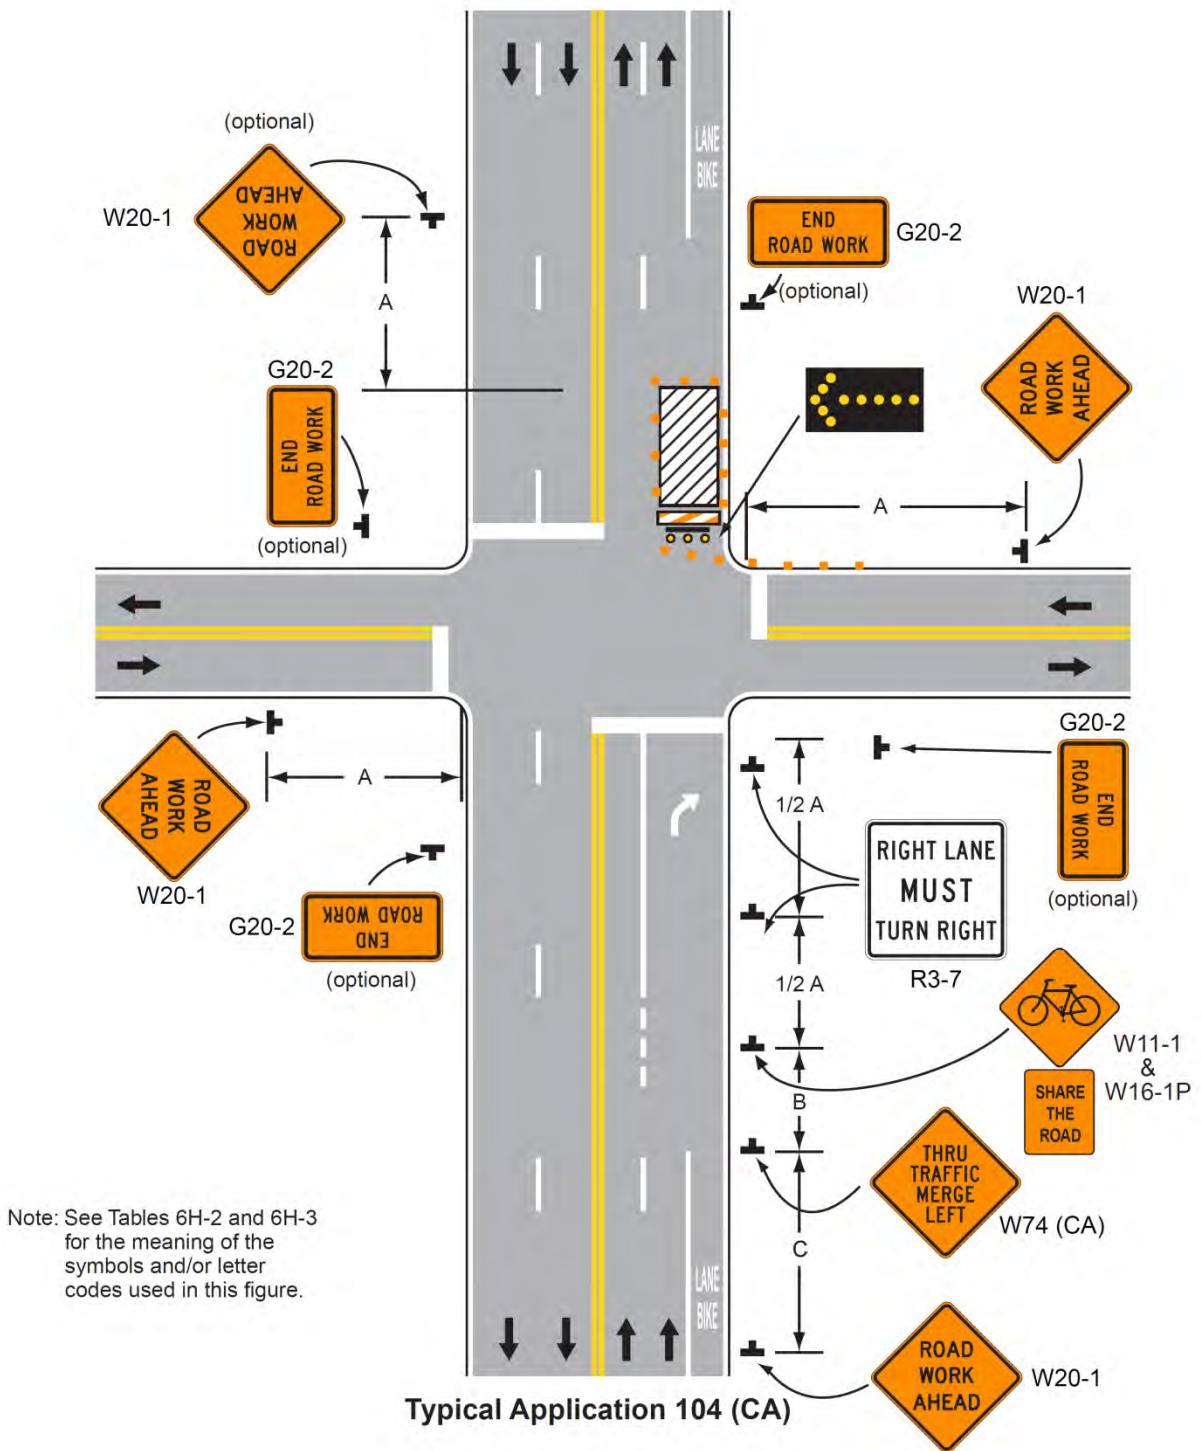 (optional)
W20-1
ROAD
WORK
AHEAD
A
G20-2
END
ROAD WORK
(optional)
LANE
BIKE
END
ROAD WORK
G20-2
(optional)
W20-1
ROAD
WORK
AHEAD
A
ROAD
WORK
AHEAD
W20-1
A
G20-2
END
ROAD WORK
(optional)
1/2 A
1/2 A
B
C
G20-2
END
ROAD WORK
(optional)
RIGHT LANE
MUST
TURN RIGHT
R3-7
W11-1
&
W16-1P
SHARE
THE
ROAD
THRU
TRAFFIC
MERGE
LEFT
W74 (CA)
LANE
BIKE
ROAD
WORK
AHEAD
W20-1
Note: See Tables 6H-2 and 6H-3
for the meaning of the
symbols and/or letter
codes used in this figure.
Typical Application 104 (CA)